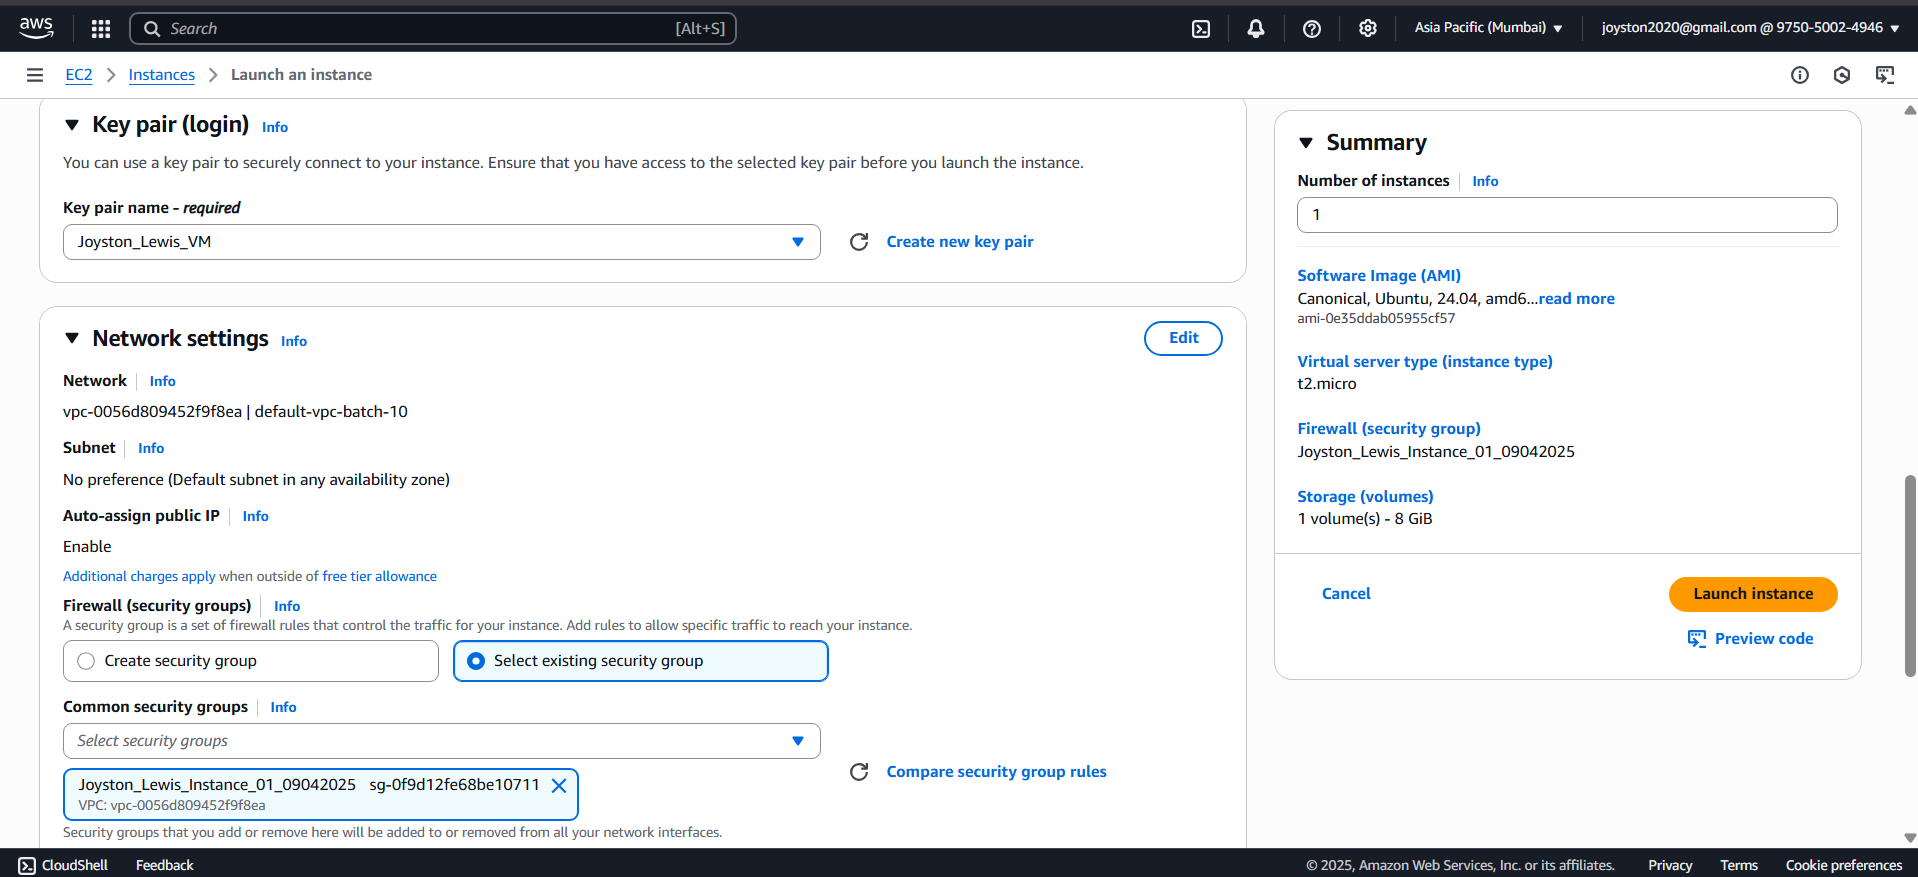 aws
Search [Alt+S]
Asia Pacific (Mumbai)
joyston2020@gmail.com @ 9750-5002-4946
EC2 > Instances > Launch an instance
Key pair (login) Info
You can use a key pair to securely connect to your instance. Ensure that you have access to the selected key pair before you launch the instance.
Key pair name - required
Joyston_Lewis_VM
Create new key pair
Network settings Info
Edit
Network Info
vpc-0056d809452f9f8ea | default-vpc-batch-10
Subnet Info
No preference (Default subnet in any availability zone)
Auto-assign public IP Info
Enable
Additional charges apply when outside of free tier allowance
Firewall (security groups) Info
A security group is a set of firewall rules that control the traffic for your instance. Add rules to allow specific traffic to reach your instance.
Create security group
Select existing security group
Common security groups Info
Select security groups
Joyston_Lewis_Instance_01_09042025 sg-0f9d12fe68be10711
VPC: vpc-0056d809452f9f8ea
Compare security group rules
Security groups that you add or remove here will be added to or removed from all your network interfaces.
Summary
Number of instances Info
1
Software Image (AMI)
Canonical, Ubuntu, 24.04, amd6...read more
ami-0e35ddab05955cf57
Virtual server type (instance type)
t2.micro
Firewall (security group)
Joyston_Lewis_Instance_01_09042025
Storage (volumes)
1 volume(s) - 8 GiB
Cancel
Launch instance
Preview code
CloudShell Feedback
© 2025, Amazon Web Services, Inc. or its affiliates. Privacy Terms Cookie preferences